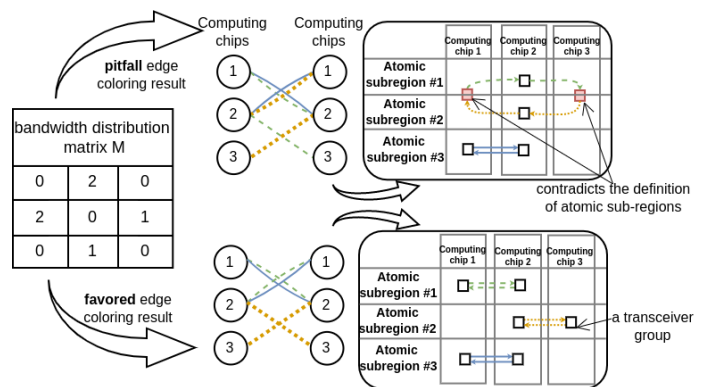 Computing
chips
Computing
chips
pitfall edge
coloring result
1
2
3
1
2
3
Computing
chip 1
Computing
chip 2
Computing
chip 3
Atomic
subregion #1
Atomic
subregion #2
Atomic
subregion #3
contradicts the definition
of atomic sub-regions
bandwidth distribution
matrix M
0 2 0
2 0 1
0 1 0
favored edge
coloring result
1
2
3
1
2
3
Computing
chip 1
Computing
chip 2
Computing
chip 3
Atomic
subregion #1
Atomic
subregion #2
Atomic
subregion #3
a transceiver
group